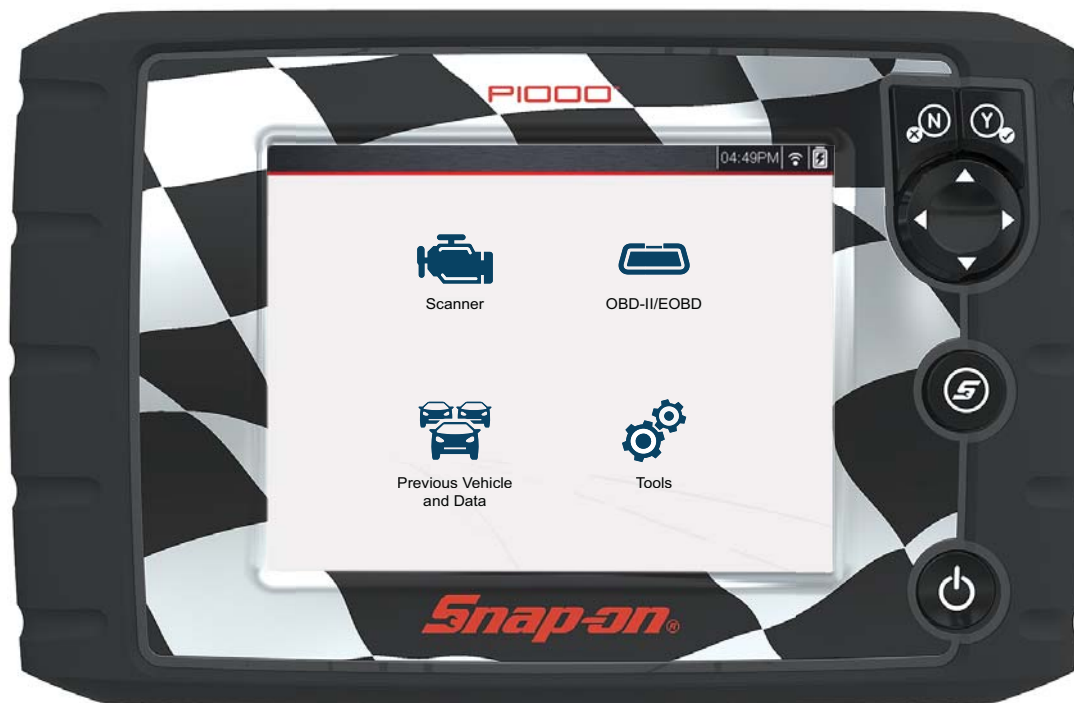 P1000
04:49PM
N Y
Scanner
OBD-II/EOBD
Previous Vehicle
and Data
Tools
S
Snap-on®